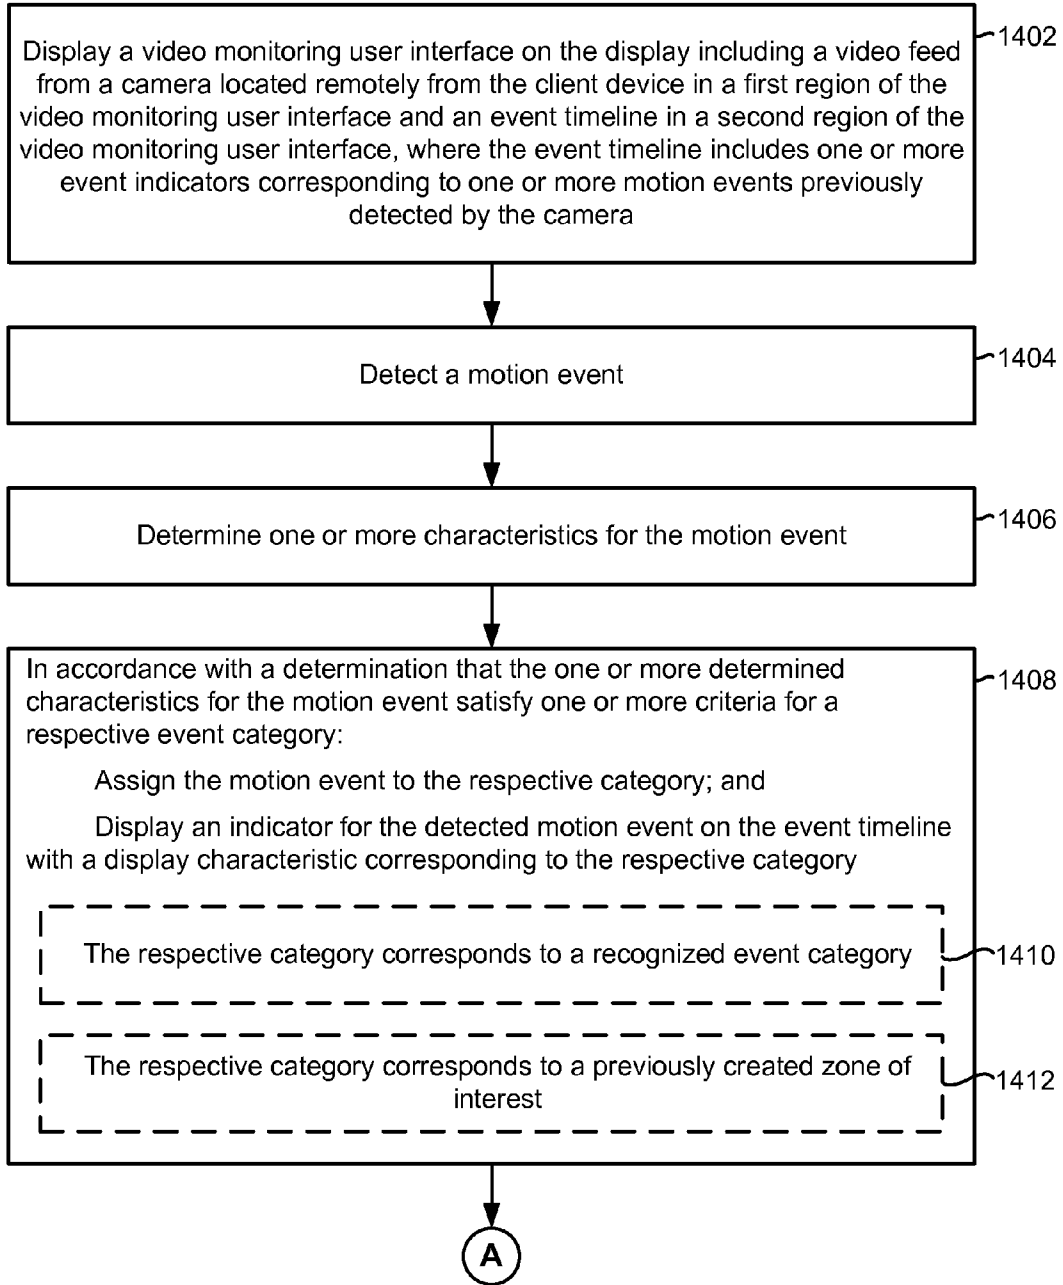 Display a video monitoring user interface on the display including a video feed
from a camera located remotely from the client device in a first region of the
video monitoring user interface and an event timeline in a second region of the
video monitoring user interface, where the event timeline includes one or more
event indicators corresponding to one or more motion events previously
detected by the camera
1402
Detect a motion event
1404
Determine one or more characteristics for the motion event
1406
In accordance with a determination that the one or more determined
characteristics for the motion event satisfy one or more criteria for a
respective event category:
Assign the motion event to the respective category; and
Display an indicator for the detected motion event on the event timeline
with a display characteristic corresponding to the respective category
1408
The respective category corresponds to a recognized event category
1410
The respective category corresponds to a previously created zone of
interest
1412
A